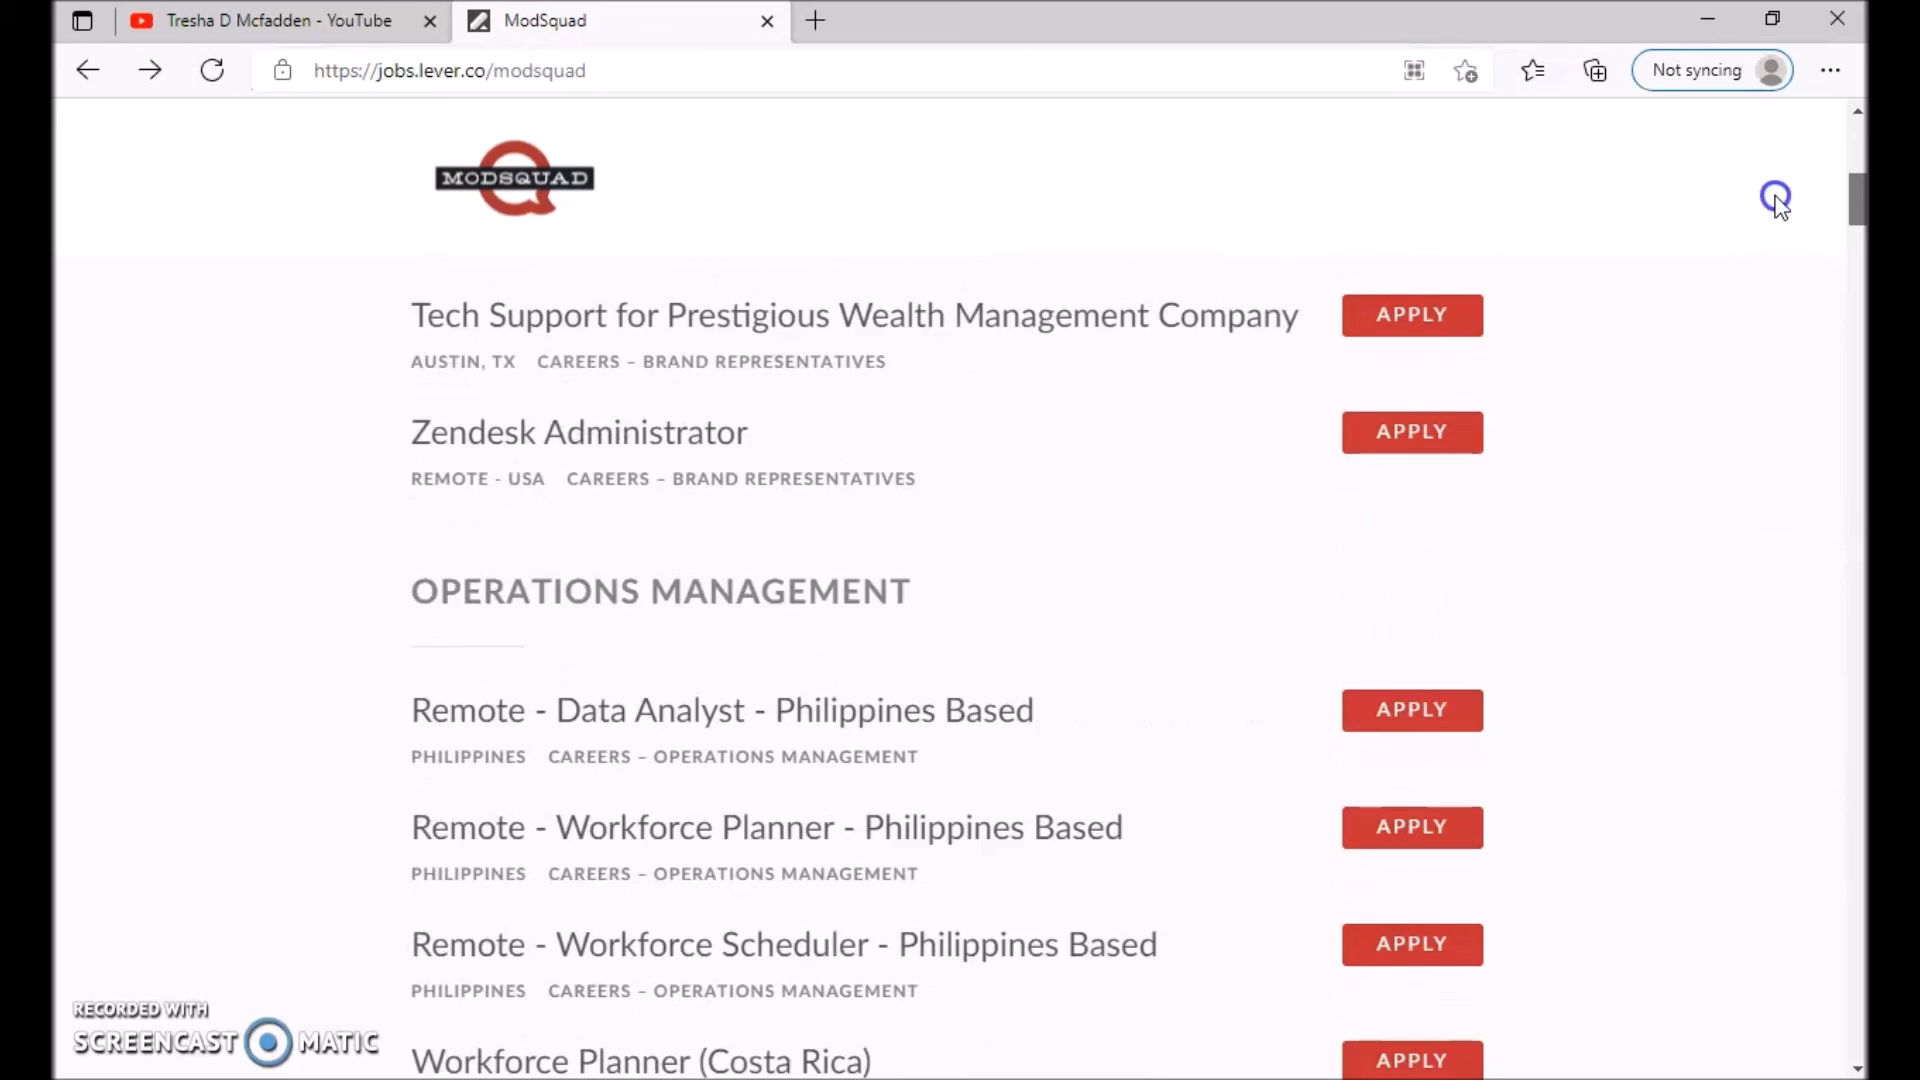 Tresha D Mcfadden - YouTube
ModSquad
https://jobs.lever.co/modsquad
Not syncing
MODSQUAD
Tech Support for Prestigious Wealth Management Company
APPLY
AUSTIN, TX CAREERS – BRAND REPRESENTATIVES
Zendesk Administrator
APPLY
REMOTE - USA CAREERS – BRAND REPRESENTATIVES
OPERATIONS MANAGEMENT
Remote - Data Analyst - Philippines Based
APPLY
PHILIPPINES CAREERS – OPERATIONS MANAGEMENT
Remote - Workforce Planner - Philippines Based
APPLY
PHILIPPINES CAREERS – OPERATIONS MANAGEMENT
Remote - Workforce Scheduler - Philippines Based
APPLY
PHILIPPINES CAREERS – OPERATIONS MANAGEMENT
RECORDED WITH
SCREENCAST MATIC
Workforce Planner (Costa Rica)
APPLY